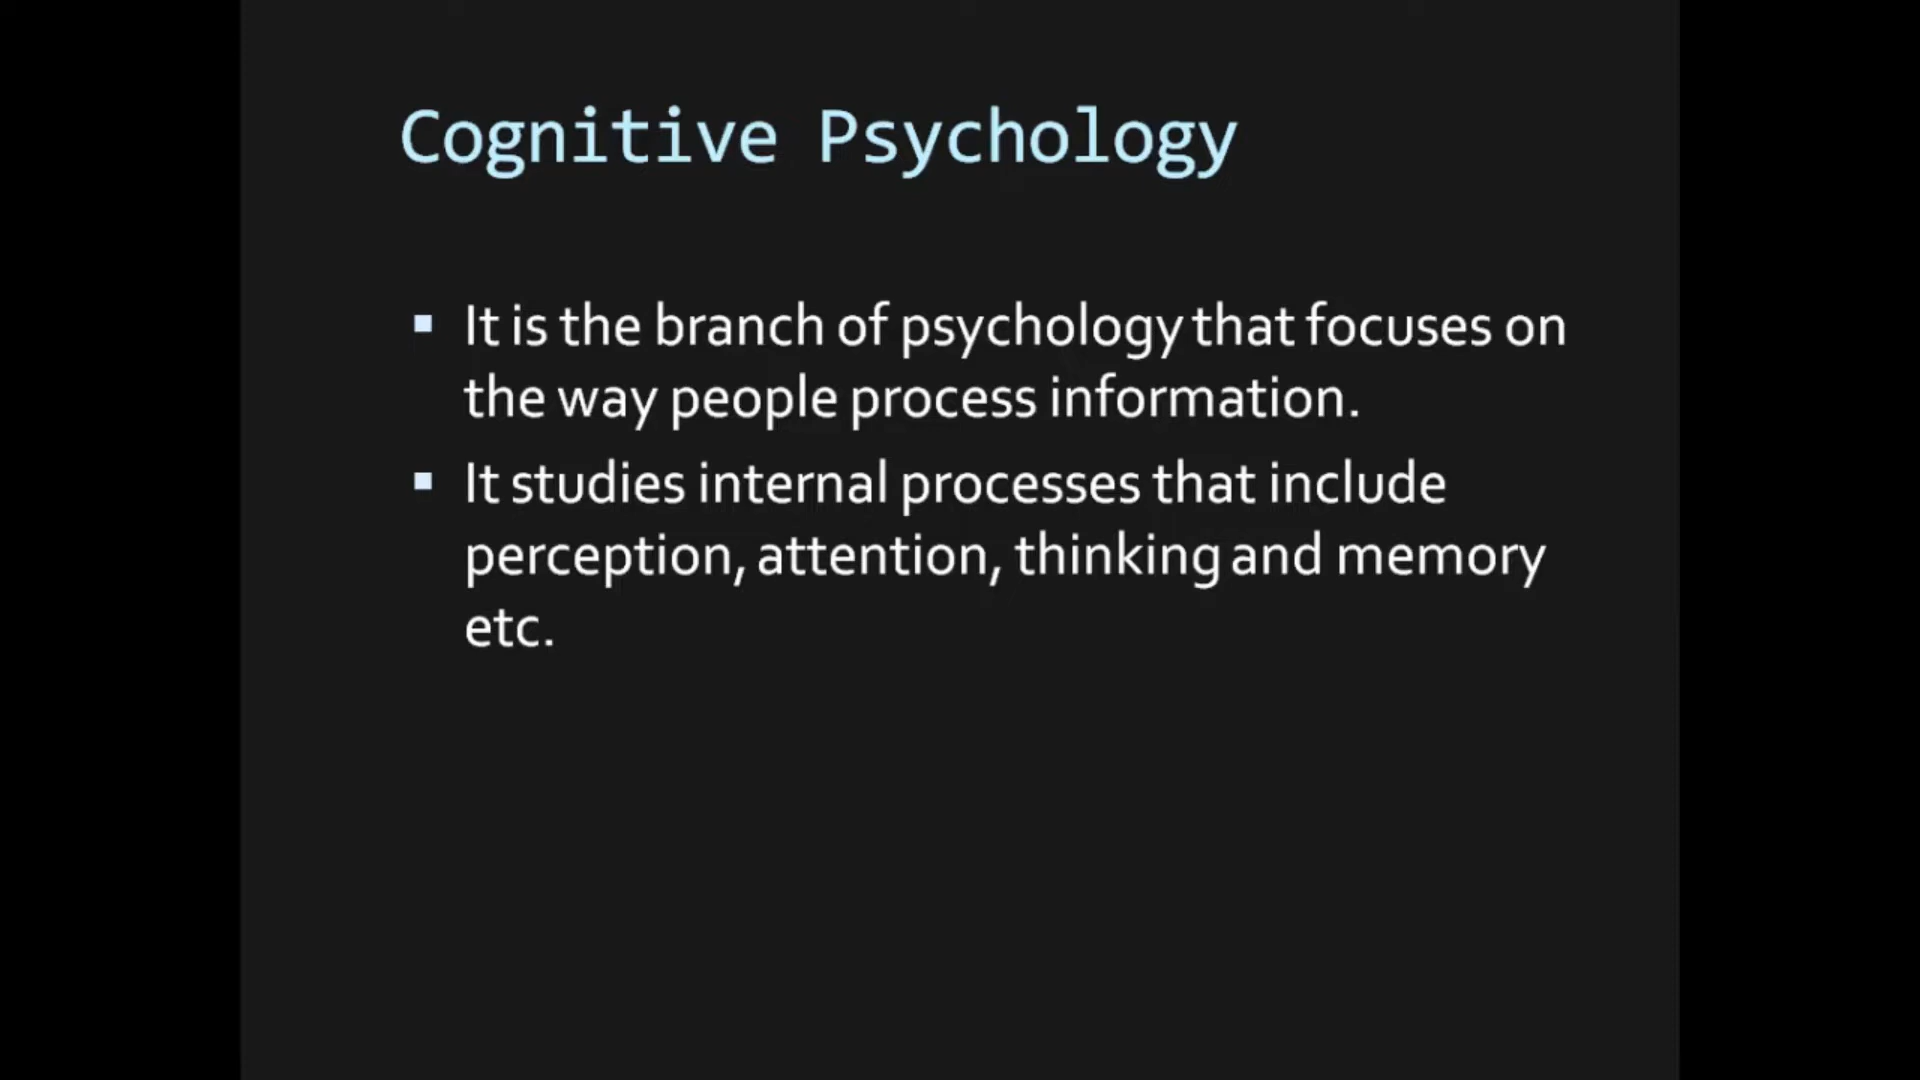 Cognitive Psychology
▪ It is the branch of psychology that focuses on
the way people process information.
▪ It studies internal processes that include
perception, attention, thinking and memory
etc.